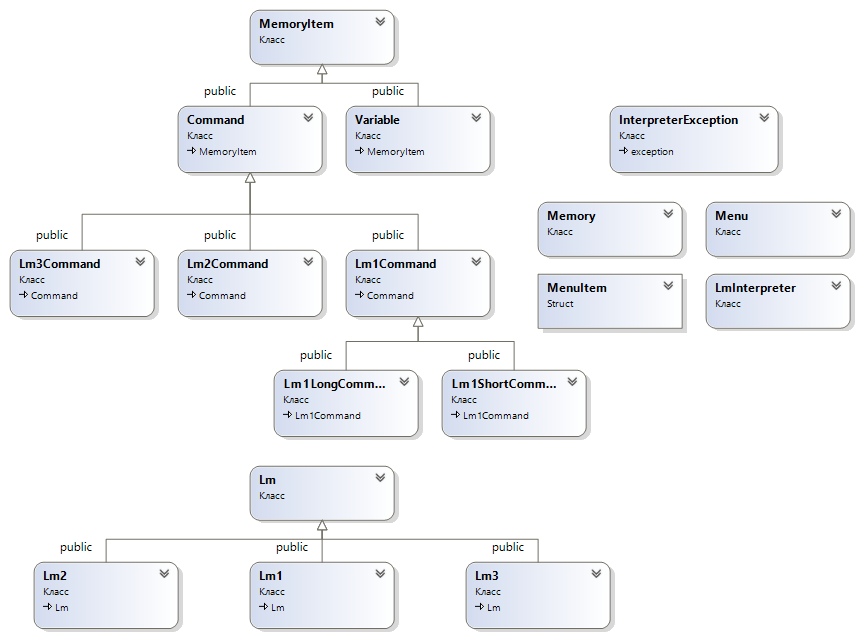 MemoryItem
Класс
public
public
Command
Класс
MemoryItem
Variable
Класс
MemoryItem
InterpreterException
Класс
exception
Memory
Класс
Menu
Класс
public
public
public
Lm3Command
Класс
Command
Lm2Command
Класс
Command
Lm1Command
Класс
Command
MenuItem
Struct
LmInterpreter
Класс
public
public
Lm1LongComm...
Класс
Lm1Command
Lm1ShortComm...
Класс
Lm1Command
Lm
Класс
public
public
public
Lm2
Класс
Lm
Lm1
Класс
Lm
Lm3
Класс
Lm